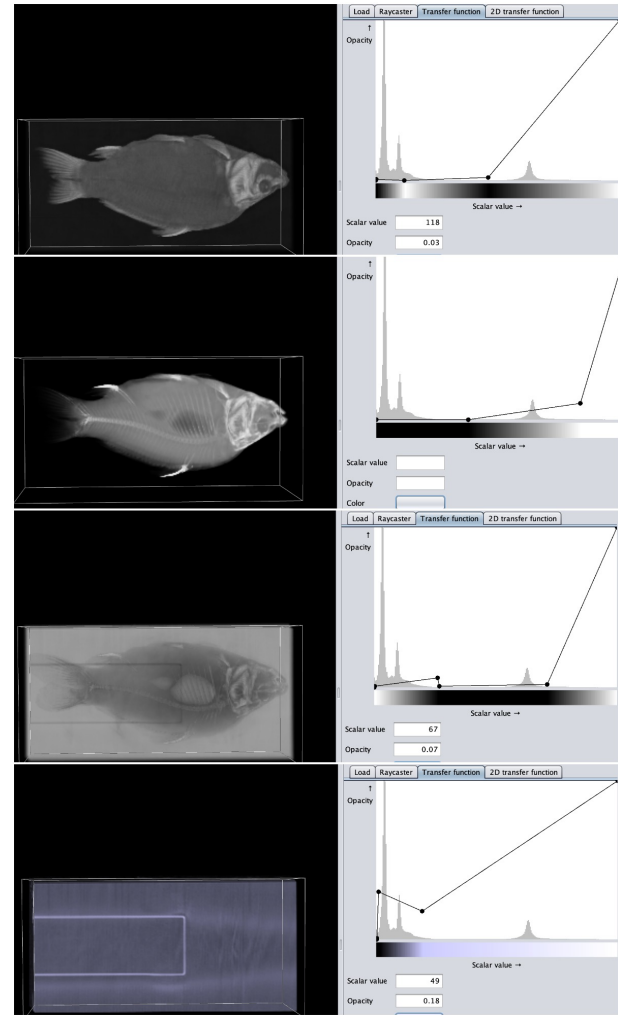 Load Raycaster Transfer function 2D transfer function
↑
Opacity
Scalar value →
Scalar value 118
Opacity 0.03
↑
Opacity
Scalar value →
Scalar value
Opacity
Color
Load Raycaster Transfer function 2D transfer function
↑
Opacity
Scalar value →
Scalar value 67
Opacity 0.07
Load Raycaster Transfer function 2D transfer function
↑
Opacity
Scalar value →
Scalar value 49
Opacity 0.18